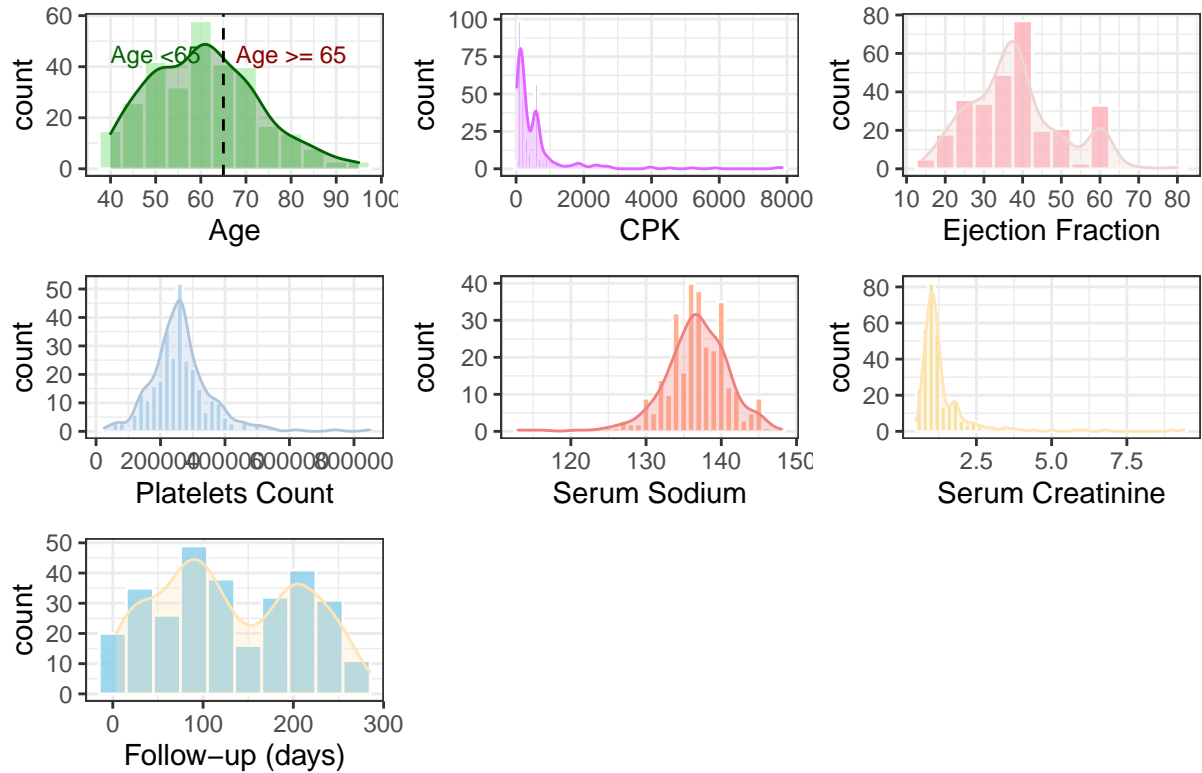 60
40
20
0
count
Age <65
Age >= 65
40 50 60 70 80 90 100
Age
100
75
50
25
0
count
0 2000 4000 6000 8000
CPK
80
60
40
20
0
count
10 20 30 40 50 60 70 80
Ejection Fraction
50
40
30
20
10
0
count
0 200000 400000 600000 800000
Platelets Count
40
30
20
10
0
count
120 130 140 150
Serum Sodium
80
60
40
20
0
count
2.5 5.0 7.5
Serum Creatinine
50
40
30
20
10
0
count
0 100 200 300
Follow−up (days)